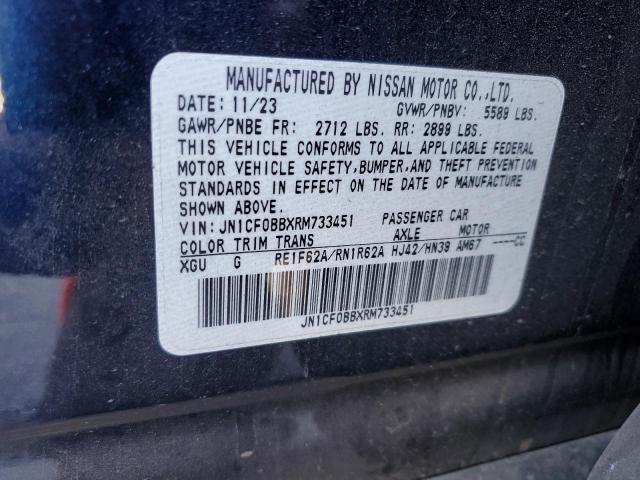 MANUFACTURED BY NISSAN MOTOR CO.,LTD.
DATE: 11/23 GVWR/PNBV: 5589 LBS.
GAWR/PNBE FR: 2712 LBS. RR: 2899 LBS.
THIS VEHICLE CONFORMS TO ALL APPLICABLE FEDERAL
MOTOR VEHICLE SAFETY,BUMPER,AND THEFT PREVENTION
STANDARDS IN EFFECT ON THE DATE OF MANUFACTURE
SHOWN ABOVE.
VIN: JN1CF0BBXRM733451 PASSENGER CAR
COLOR TRIM TRANS AXLE MOTOR
XGU G RE1F62A/RN1R62A HJ42/HN39 AM67 -----CC
JN1CF0BBXRM733451